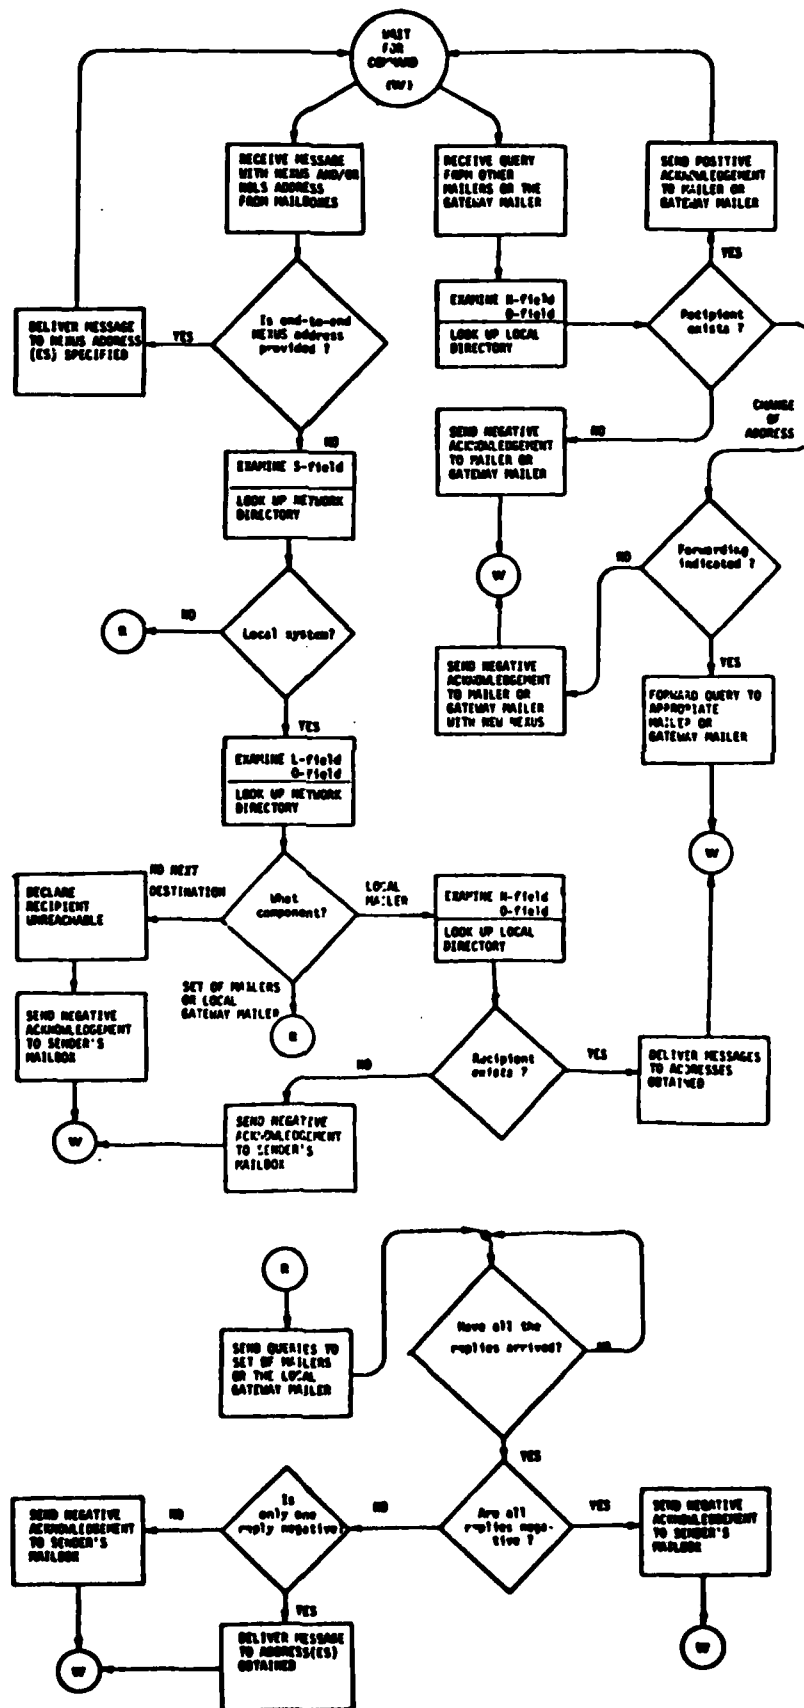 WAIT
FOR
COMMAND
(W)
RECEIVE MESSAGE
WITH NEXUS AND/OR
NOLS ADDRESS
FROM MAILBOXES
RECEIVE QUERY
FROM OTHER
MAILERS OR THE
GATEWAY MAILER
SEND POSITIVE
ACKNOWLEDGEMENT
TO MAILER OR
GATEWAY MAILER
YES
Is end-to-end
NEXUS address
provided ?
YES
DELIVER MESSAGE
TO NEXUS ADDRESS
(ES) SPECIFIED
EXAMINE N-field
O-field
LOOK UP LOCAL
DIRECTORY
Recipient
exists ?
CHANGE
OF
ADDRESS
NO
NO
SEND NEGATIVE
ACKNOWLEDGEMENT
TO MAILER OR
GATEWAY MAILER
EXAMINE S-field
LOOK UP NETWORK
DIRECTORY
W
NO
Forwarding
indicated ?
R
NO
Local system?
SEND NEGATIVE
ACKNOWLEDGEMENT
TO MAILER OR
GATEWAY MAILER
WITH NEW NEXUS
YES
FORWARD QUERY TO
APPROPIATE
MAILER OR
GATEWAY MAILER
YES
EXAMINE L-field
O-field
LOOK UP NETWORK
DIRECTORY
W
NO NEXT
DESTINATION
DECLARE
RECIPIENT
UNREACHABLE
What
component?
LOCAL
MAILER
EXAMINE N-field
O-field
LOOK UP LOCAL
DIRECTORY
SET OF MAILERS
OR LOCAL
GATEWAY MAILER
R
SEND NEGATIVE
ACKNOWLEDGEMENT
TO SENDER'S
MAILBOX
Recipient
exists ?
YES
DELIVER MESSAGES
TO ADDRESSES
OBTAINED
NO
SEND NEGATIVE
ACKNOWLEDGEMENT
TO SENDER'S
MAILBOX
W
R
SEND QUERIES TO
SET OF MAILERS
OR THE LOCAL
GATEWAY MAILER
Have all the
replies arrived?
NO
YES
Is
only one
reply negative?
NO
Are all
replies nega-
tive ?
YES
SEND NEGATIVE
ACKNOWLEDGEMENT
TO SENDER'S
MAILBOX
NO
SEND NEGATIVE
ACKNOWLEDGEMENT
TO SENDER'S
MAILBOX
YES
DELIVER MESSAGE
TO ADDRESS(ES)
OBTAINED
W
W